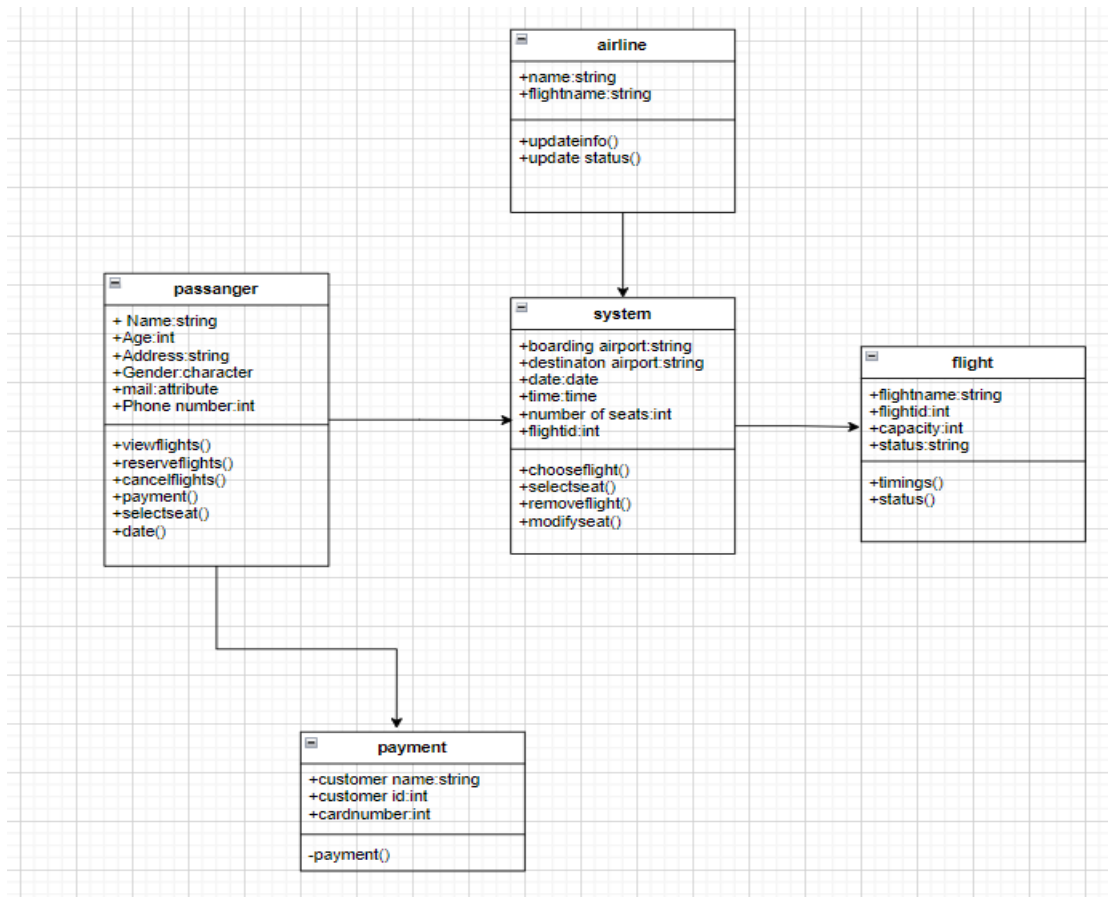 airline
+name:string
+flightname:string
+updateinfo()
+update status()
passanger
+ Name:string
+Age:int
+Address:string
+Gender:character
+mail:attribute
+Phone number:int
+viewflights()
+reserveflights()
+cancelflights()
+payment()
+selectseat()
+date()
system
+boarding airport:string
+destinaton airport:string
+date:date
+time:time
+number of seats:int
+flightid:int
+chooseflight()
+selectseat()
+removeflight()
+modifyseat()
flight
+flightname:string
+flightid:int
+capacity:int
+status:string
+timings()
+status()
payment
+customer name:string
+customer id:int
+cardnumber:int
-payment()